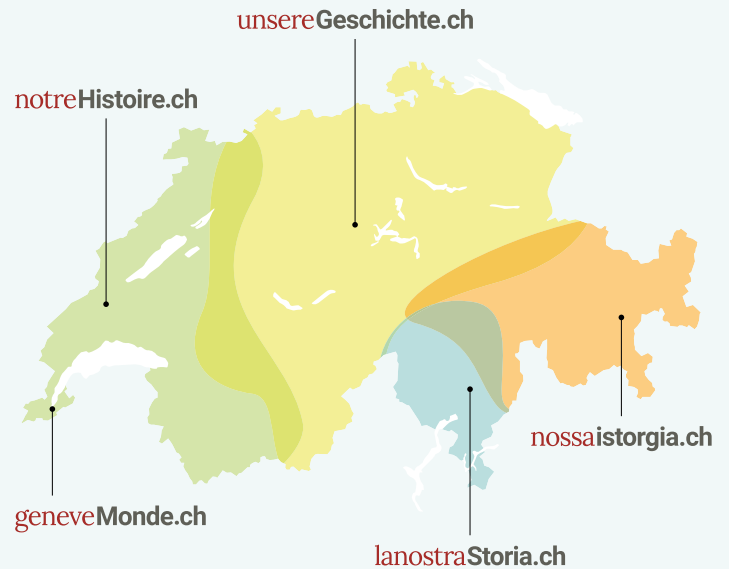 unsereGeschichte.ch
notreHistoire.ch
nossaistorgia.ch
geneveMonde.ch
lanostraStoria.ch